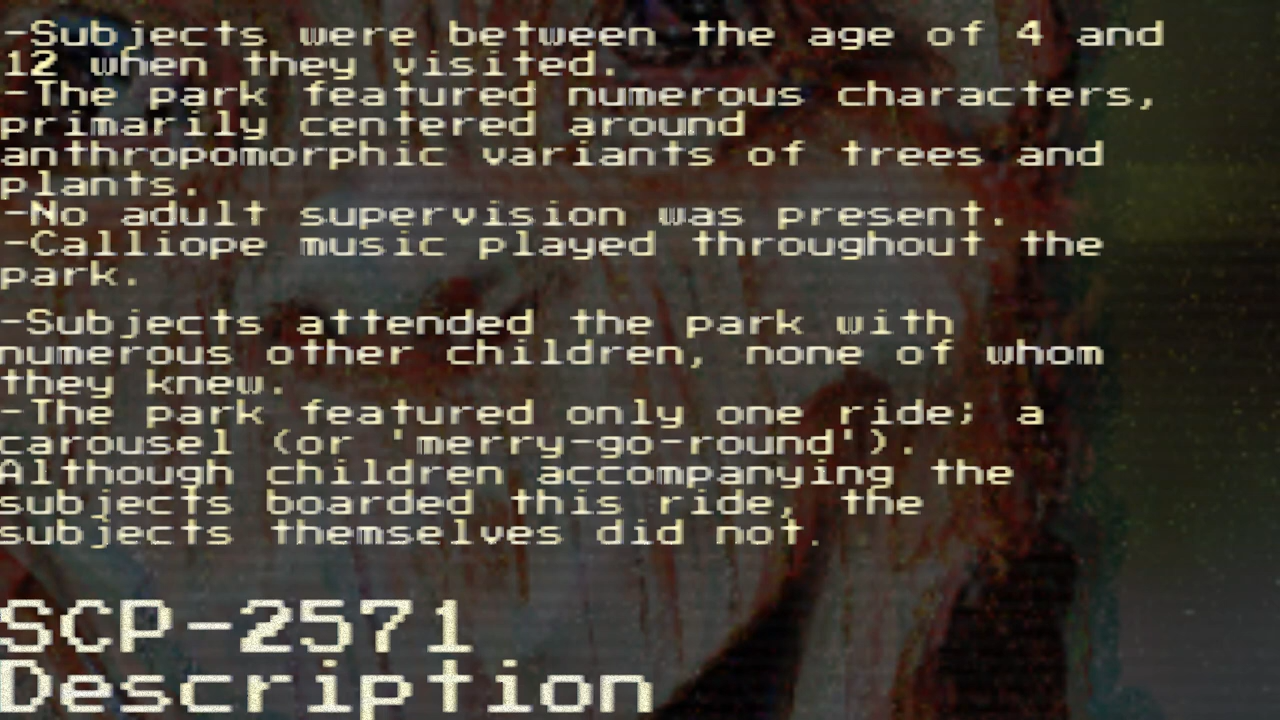 -Subjects were between the age of 4 and
12 when they visited.
-The park featured numerous characters,
primarily centered around
anthropomorphic variants of trees and
plants.
-No adult supervision was present.
-Calliope music played throughout the
park.
-Subjects attended the park with
numerous other children, none of whom
they knew.
-The park featured only one ride; a
carousel (or 'merry-go-round').
Although children accompanying the
subjects boarded this ride, the
subjects themselves did not.
SCP-2571
Description